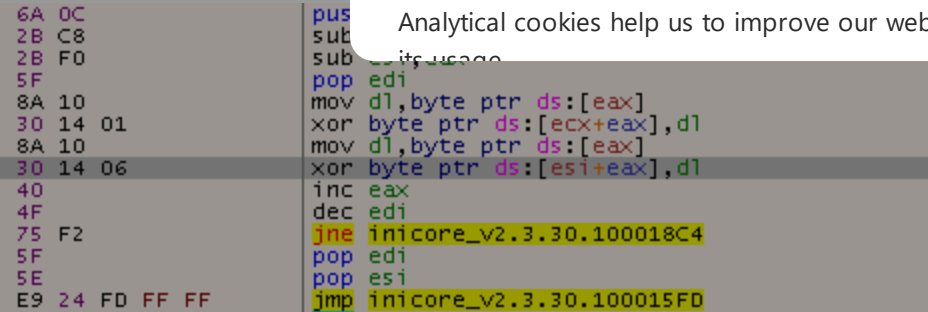 6A 0C pus
Analytical cookies help us to improve our web
2B C8 sub
2B F0 sub
5F pop edi
8A 10 mov dl,byte ptr ds:[eax]
30 14 01 xor byte ptr ds:[ecx+eax],dl
8A 10 mov dl,byte ptr ds:[eax]
30 14 06 xor byte ptr ds:[esi+eax],dl
40 inc eax
4F dec edi
75 F2 jne inicore_v2.3.30.100018C4
5F pop edi
5E pop esi
E9 24 FD FF FF jmp inicore_v2.3.30.100015FD